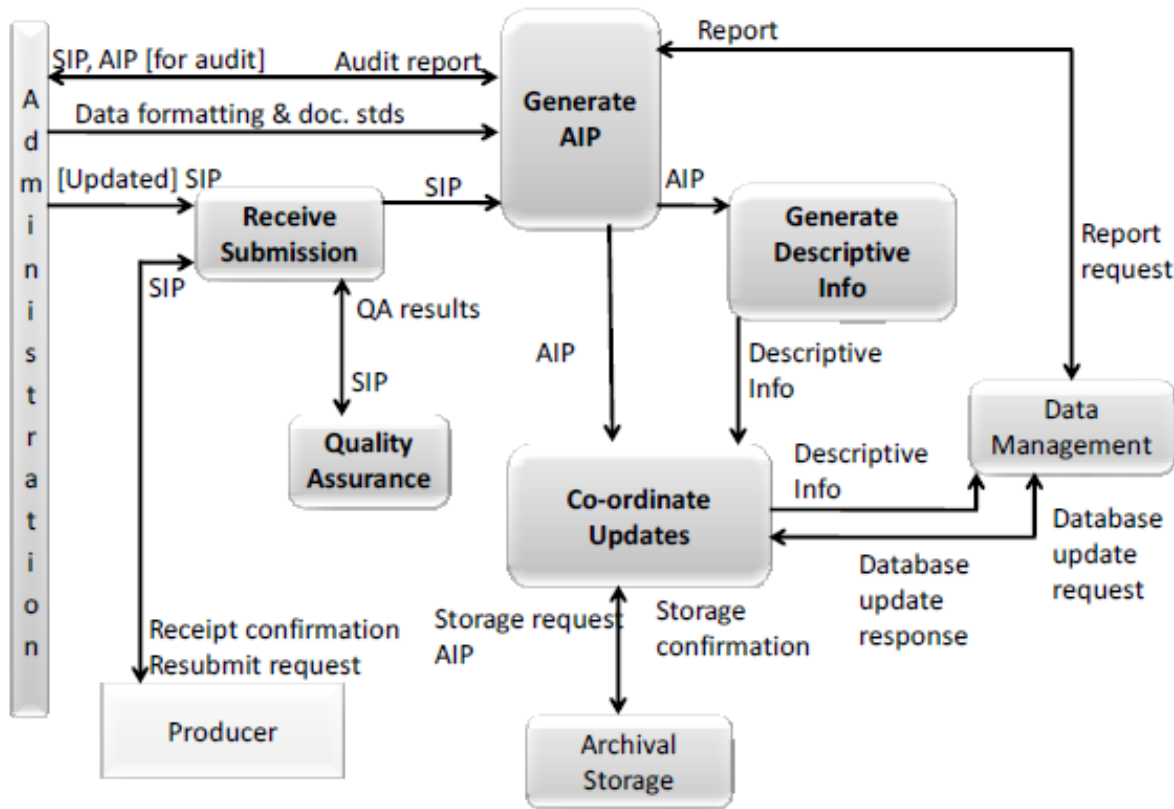 Administration
SIP, AIP [for audit]
Audit report
Data formatting & doc. stds
[Updated] SIP
Receive
Submission
SIP
SIP
Generate
AIP
Report
AIP
Generate
Descriptive
Info
Report
request
QA results
SIP
Quality
Assurance
AIP
Descriptive
Info
Data
Management
Co-ordinate
Updates
Descriptive
Info
Database
update
response
Database
update
request
Storage request
AIP
Storage
confirmation
Receipt confirmation
Resubmit request
Producer
Archival
Storage